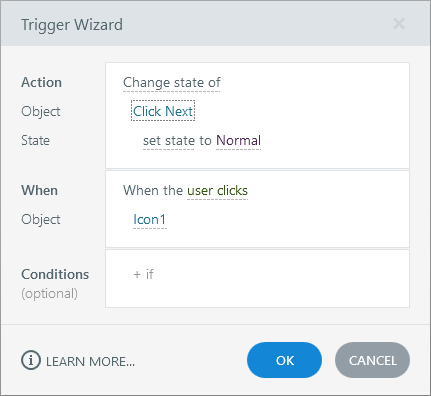 Trigger Wizard ×
Action Change state of
Object Click Next
State set state to Normal
When When the user clicks
Object Icon1
Conditions + if
(optional)
i LEARN MORE... OK CANCEL